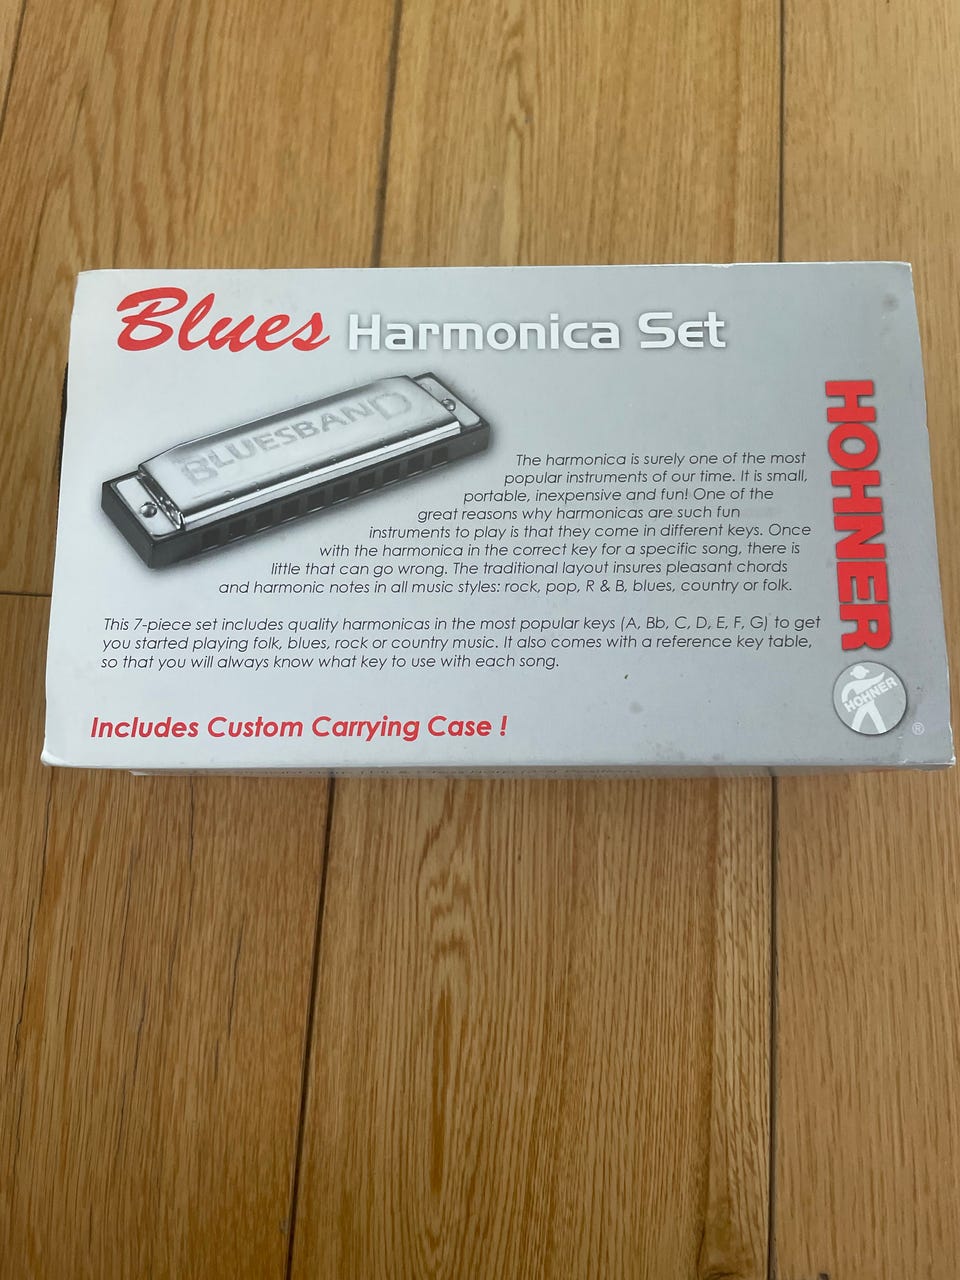 Blues Harmonica Set
BLUESBAND
The harmonica is surely one of the most
popular instruments of our time. It is small,
portable, inexpensive and fun! One of the
great reasons why harmonicas are such fun
instruments to play is that they come in different keys. Once
with the harmonica in the correct key for a specific song, there is
little that can go wrong. The traditional layout insures pleasant chords
and harmonic notes in all music styles: rock, pop, R & B, blues, country or folk.
This 7-piece set includes quality harmonicas in the most popular keys (A, Bb, C, D, E, F, G) to get
you started playing folk, blues, rock or country music. It also comes with a reference key table,
so that you will always know what key to use with each song.
Includes Custom Carrying Case !
HOHNER
HOHNER
®